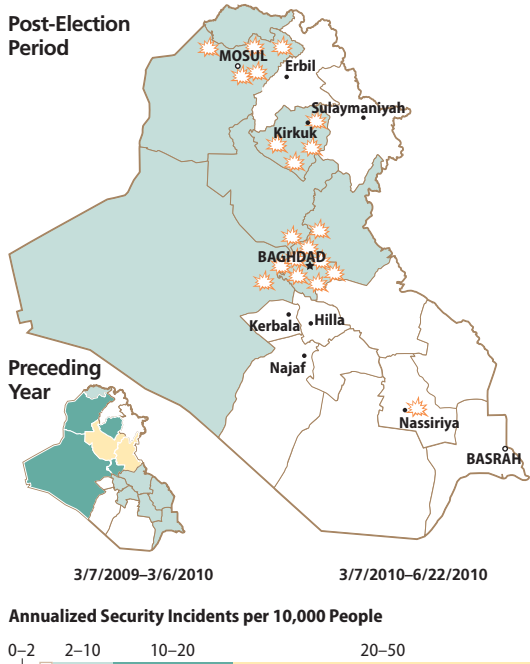 Post-Election
Period
MOSUL
Erbil
Sulaymaniyah
Kirkuk
BAGHDAD
Kerbala
Hilla
Najaf
Nassiriya
BASRAH
Preceding
Year
3/7/2009–3/6/2010
3/7/2010–6/22/2010
Annualized Security Incidents per 10,000 People
0–2 2–10 10–20 20–50